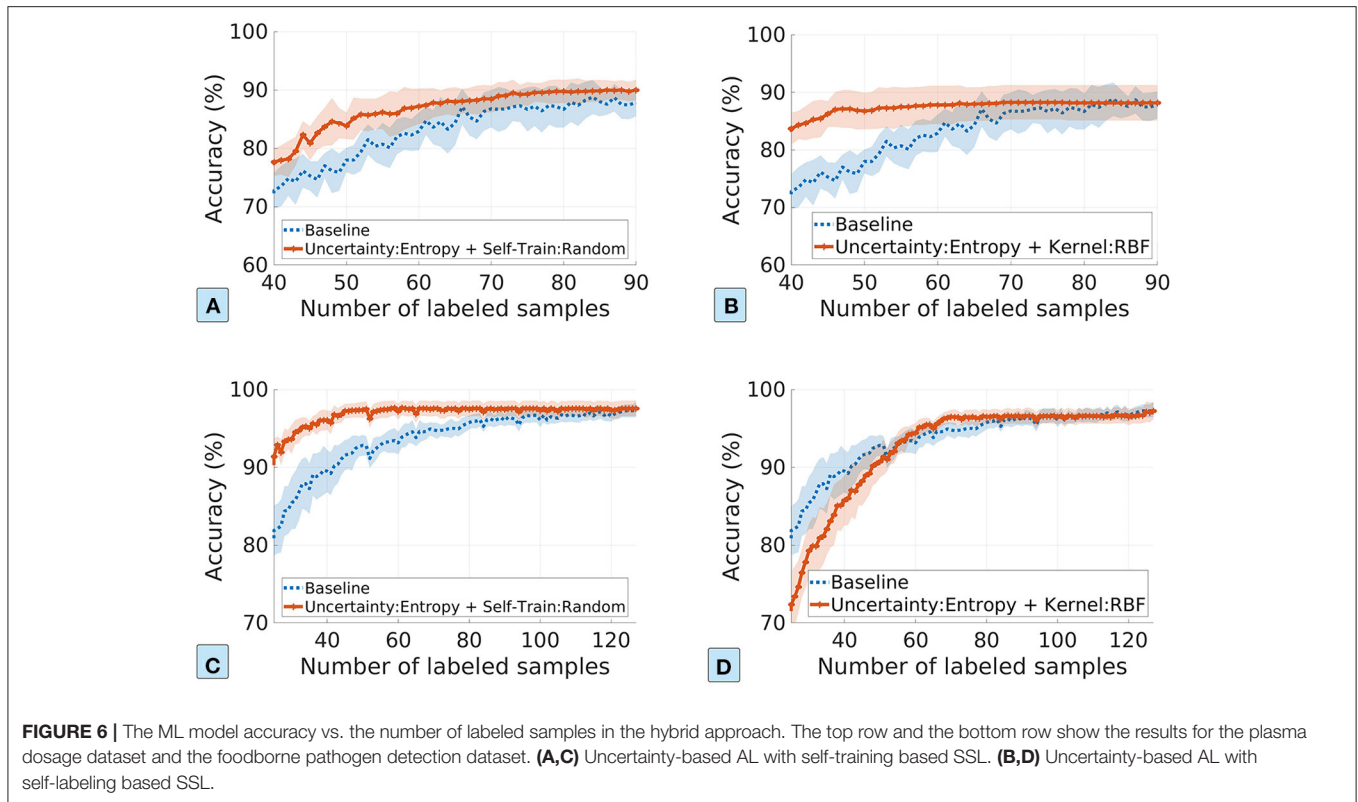 100
90
80
70
60
Accuracy (%)
Baseline
Uncertainty:Entropy + Self-Train:Random
40 50 60 70 80 90
Number of labeled samples
A
100
90
80
70
60
Accuracy (%)
Baseline
Uncertainty:Entropy + Kernel:RBF
40 50 60 70 80 90
Number of labeled samples
B
100
90
80
70
Accuracy (%)
Baseline
Uncertainty:Entropy + Self-Train:Random
40 60 80 100 120
Number of labeled samples
C
100
90
80
70
Accuracy (%)
Baseline
Uncertainty:Entropy + Kernel:RBF
40 60 80 100 120
Number of labeled samples
D
FIGURE 6 | The ML model accuracy vs. the number of labeled samples in the hybrid approach. The top row and the bottom row show the results for the plasma
dosage dataset and the foodborne pathogen detection dataset. (A,C) Uncertainty-based AL with self-training based SSL. (B,D) Uncertainty-based AL with
self-labeling based SSL.